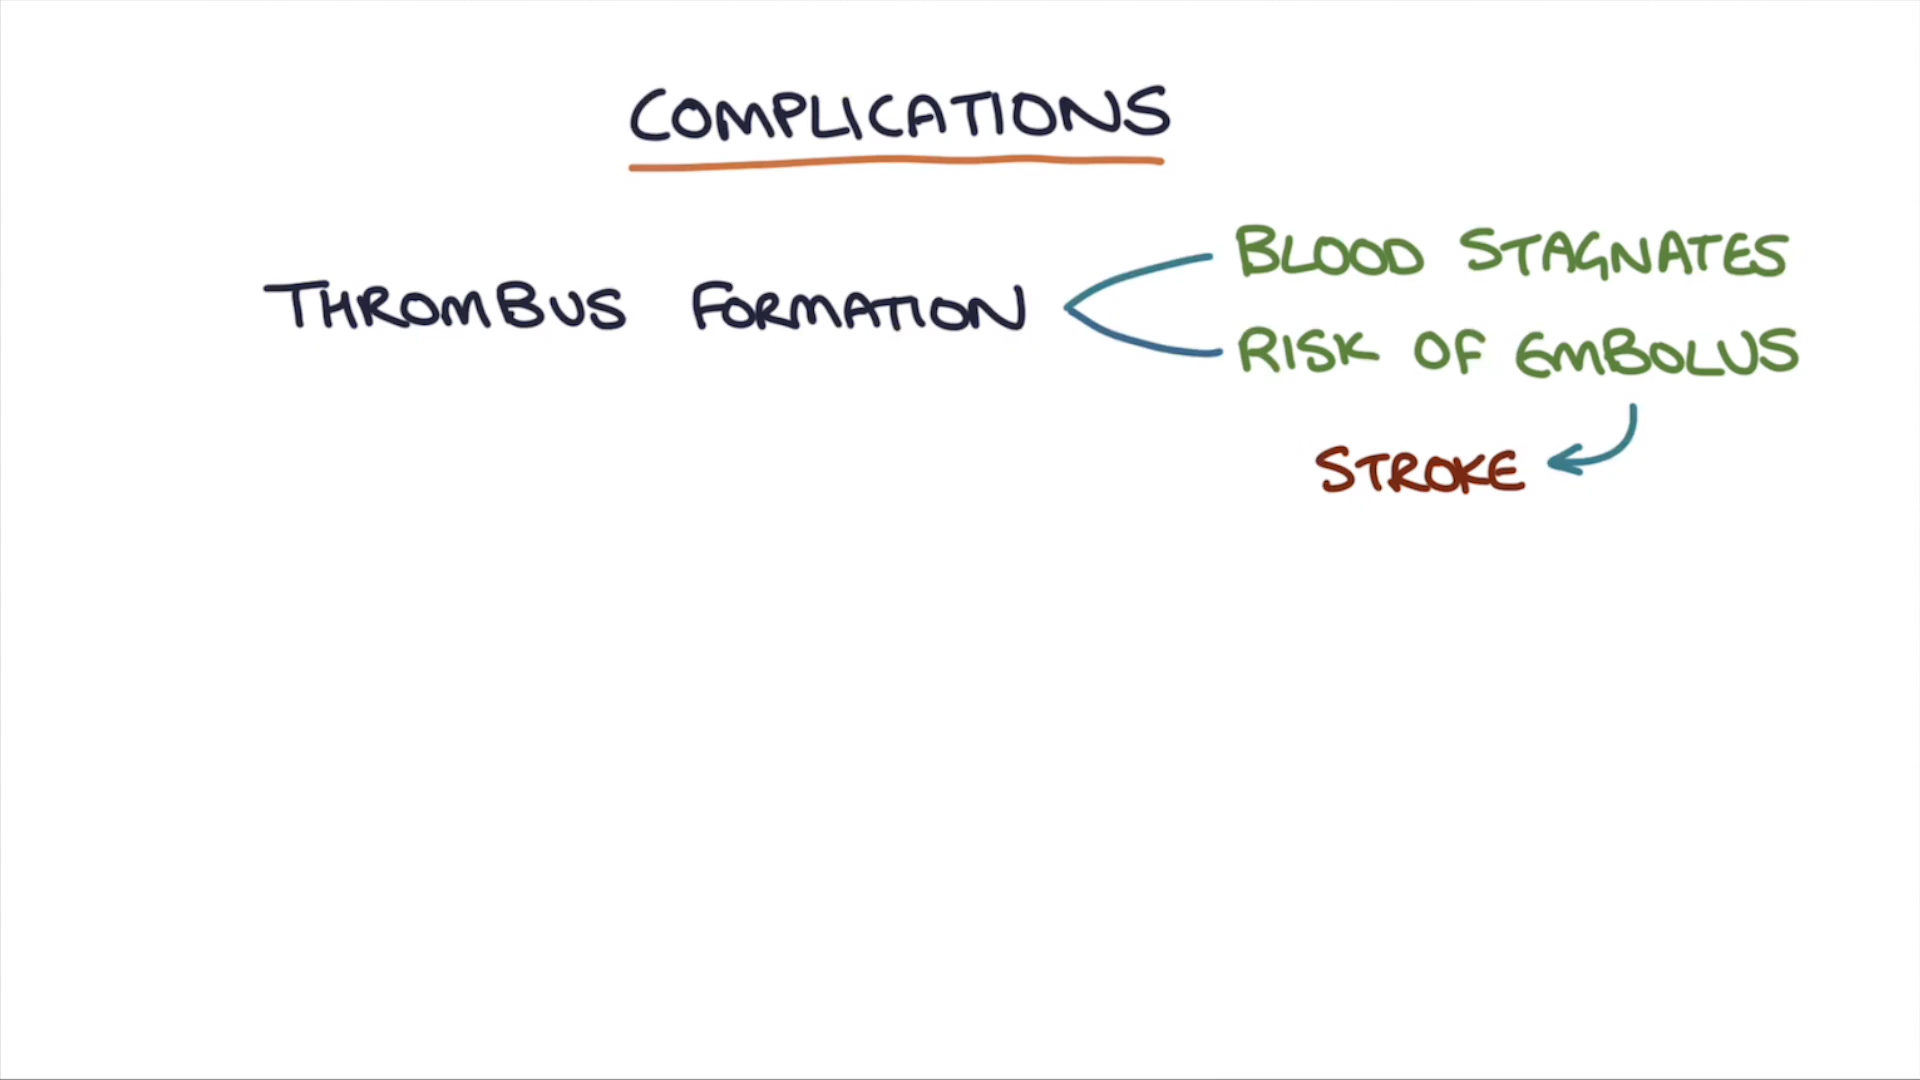 COMPLICATIONS
THROMBUS FORMATION
BLOOD STAGNATES
RISK OF EMBOLUS
STROKE